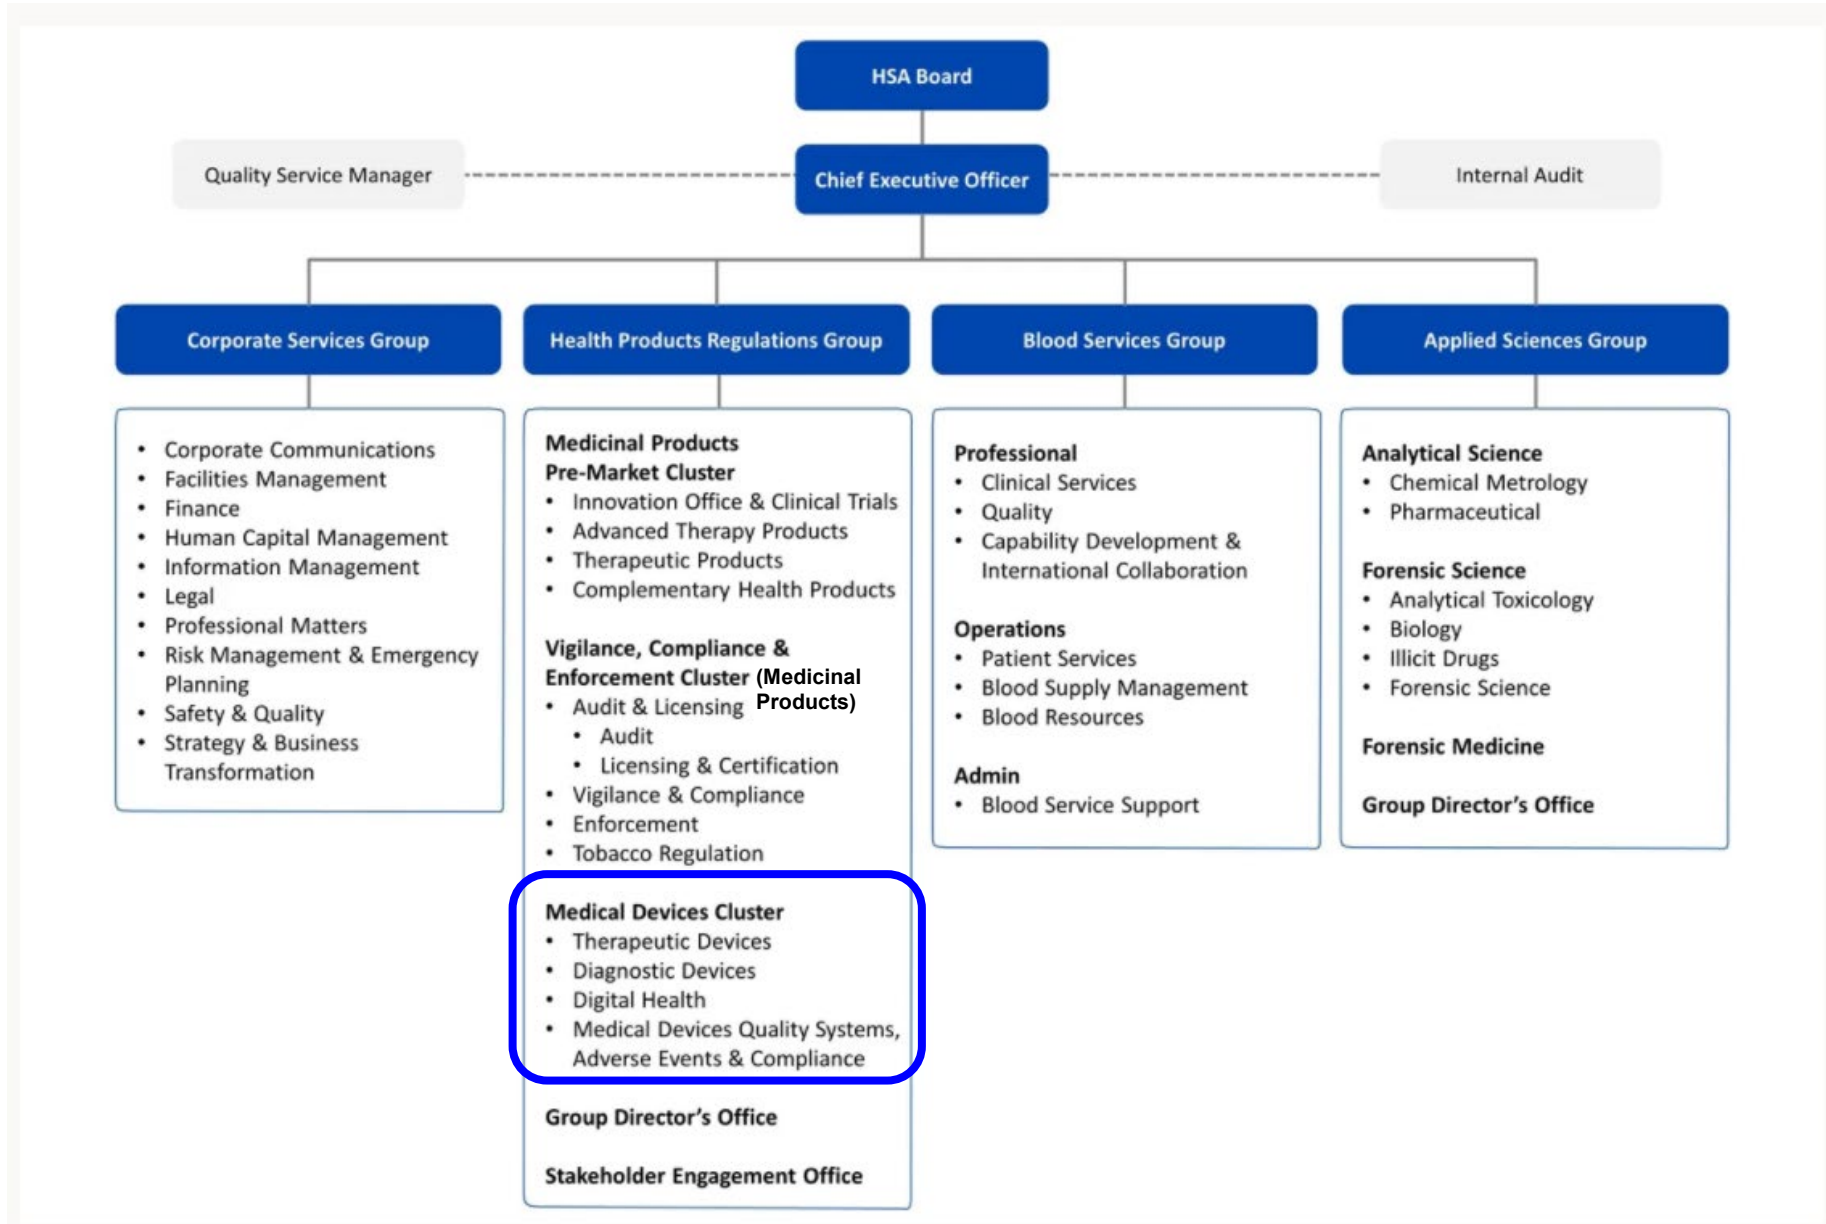 HSA Board
Quality Service Manager
Chief Executive Officer
Internal Audit
Corporate Services Group
• Corporate Communications
• Facilities Management
• Finance
• Human Capital Management
• Information Management
• Legal
• Professional Matters
• Risk Management & Emergency
Planning
• Safety & Quality
• Strategy & Business
Transformation
Health Products Regulations Group
Medicinal Products
Pre-Market Cluster
• Innovation Office & Clinical Trials
• Advanced Therapy Products
• Therapeutic Products
• Complementary Health Products
Vigilance, Compliance &
Enforcement Cluster (Medicinal
Products)
• Audit & Licensing
• Audit
• Licensing & Certification
• Vigilance & Compliance
• Enforcement
• Tobacco Regulation
Medical Devices Cluster
• Therapeutic Devices
• Diagnostic Devices
• Digital Health
• Medical Devices Quality Systems,
Adverse Events & Compliance
Group Director's Office
Stakeholder Engagement Office
Blood Services Group
Professional
• Clinical Services
• Quality
• Capability Development &
International Collaboration
Operations
• Patient Services
• Blood Supply Management
• Blood Resources
Admin
• Blood Service Support
Applied Sciences Group
Analytical Science
• Chemical Metrology
• Pharmaceutical
Forensic Science
• Analytical Toxicology
• Biology
• Illicit Drugs
• Forensic Science
Forensic Medicine
Group Director's Office